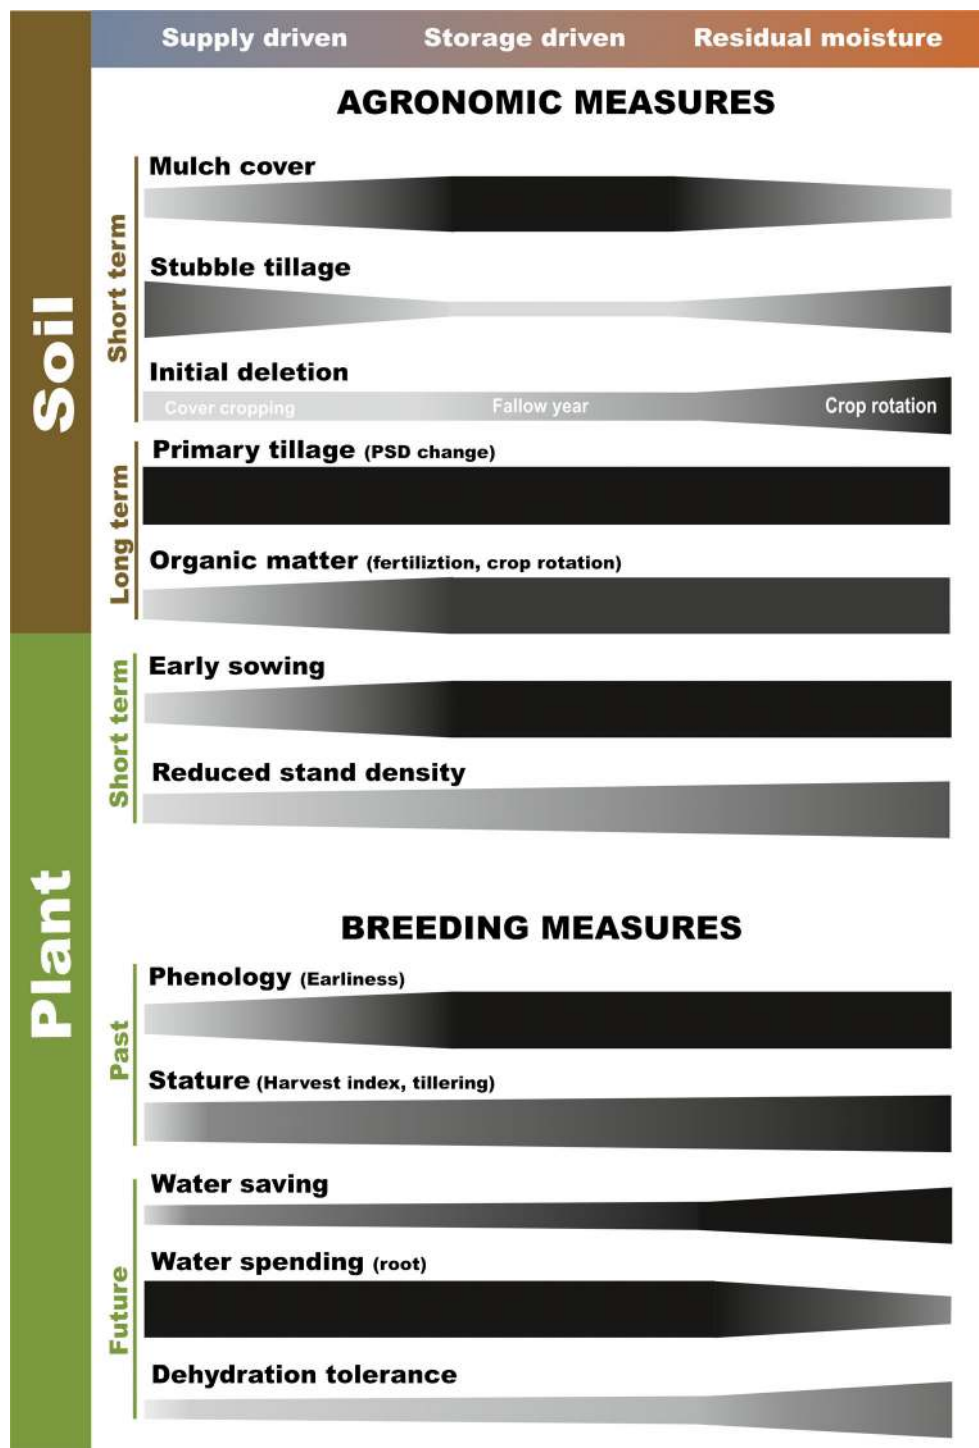 Supply driven Storage driven Residual moisture
AGRONOMIC MEASURES
Soil
Short term
Mulch cover
Stubble tillage
Initial deletion
Cover cropping Fallow year Crop rotation
Long term
Primary tillage (PSD change)
Organic matter (fertiliztion, crop rotation)
Plant
Short term
Early sowing
Reduced stand density
BREEDING MEASURES
Past
Phenology (Earliness)
Stature (Harvest index, tillering)
Future
Water saving
Water spending (root)
Dehydration tolerance